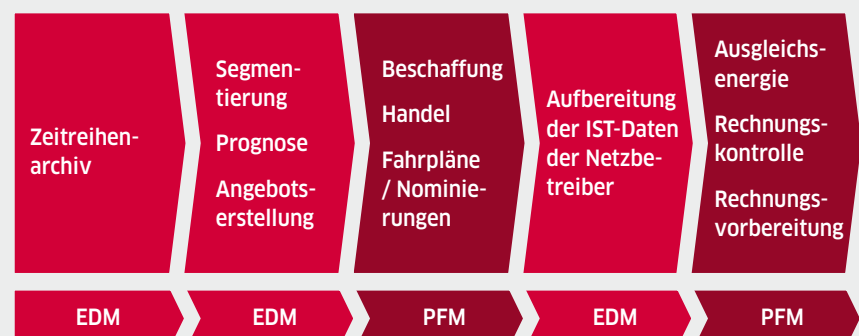 Zeitreihen-
archiv
Segmen-
tierung
Prognose
Angebots-
erstellung
Beschaffung
Handel
Fahrpläne
/ Nominie-
rungen
Aufbereitung
der IST-Daten
der Netzbe-
treiber
Ausgleichs-
energie
Rechnungs-
kontrolle
Rechnungs-
vorbereitung
EDM
EDM
PFM
EDM
PFM